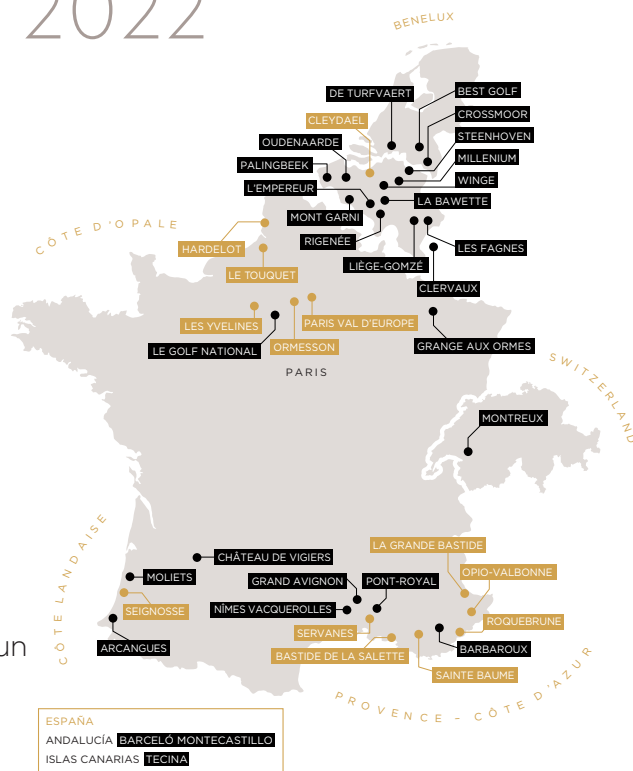 2022
BENELUX
DE TURFVAERT
BEST GOLF
CLEYDAEL
CROSSMOOR
OUDENAARDE
STEENHOVEN
PALINGBEEK
MILLENIUM
L'EMPEREUR
WINGE
MONT GARNI
LA BAWETTE
RIGENÉE
LES FAGNES
LIÈGE-GOMZÉ
CLERVAUX
CÔTE D'OPALE
HARDELOT
LE TOUQUET
LES YVELINES
PARIS VAL D'EUROPE
LE GOLF NATIONAL
ORMESSON
GRANGE AUX ORMES
PARIS
SWITZERLAND
MONTREUX
CÔTE LANDAISE
CHÂTEAU DE VIGIERS
LA GRANDE BASTIDE
MOLIETS
GRAND AVIGNON
PONT-ROYAL
OPIO-VALBONNE
SEIGNOSSE
NÎMES VACQUEROLLES
ROQUEBRUNE
SERVANES
un
ARCANGUES
BASTIDE DE LA SALETTE
BARBAROUX
SAINTE BAUME
PROVENCE - CÔTE D'AZUR
ESPAÑA
ANDALUCÍA BARCELÓ MONTECASTILLO
ISLAS CANARIAS TECINA